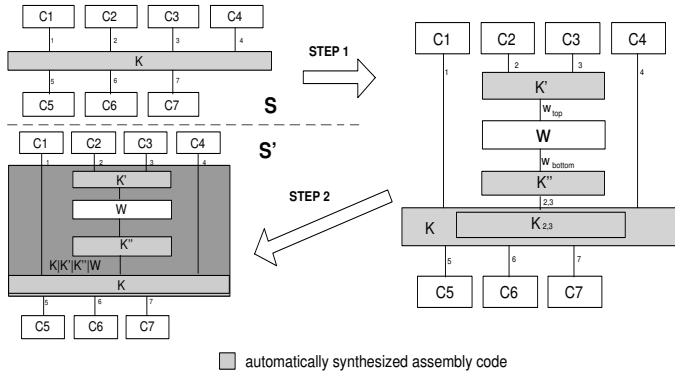 C1 C2 C3 C4
1 2 3 4
K
5 6 7
C5 C6 C7
S
STEP 1
C1 C2 C3 C4
1 2 3 4
K'
W top
W
W bottom
K''
2,3
K K 2,3
5 6 7
C5 C6 C7
S'
STEP 2
C1 C2 C3 C4
1 2 3 4
K'
W
K''
K|K'|K''|W
K
5 6 7
C5 C6 C7
automatically synthesized assembly code